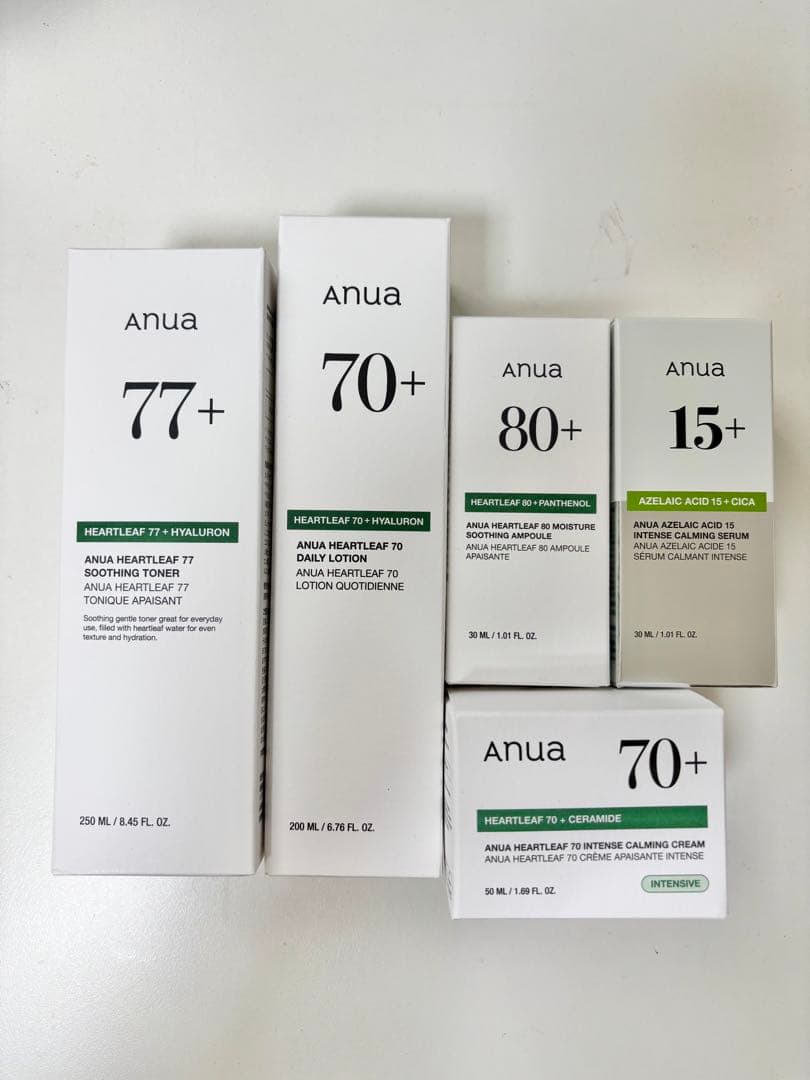 Anua
77+
HEARTLEAF 77 + HYALURON
ANUA HEARTLEAF 77
SOOTHING TONER
ANUA HEARTLEAF 77
TONIQUE APAISANT
Soothing gentle toner great for everyday
use, filled with heartleaf water for even
texture and hydration.
250 ML / 8.45 FL. OZ.
Anua
70+
HEARTLEAF 70 + HYALURON
ANUA HEARTLEAF 70
DAILY LOTION
ANUA HEARTLEAF 70
LOTION QUOTIDIENNE
200 ML / 6.76 FL. OZ.
Anua
80+
HEARTLEAF 80 + PANTHENOL
ANUA HEARTLEAF 80 MOISTURE
SOOTHING AMPOULE
ANUA HEARTLEAF 80 AMPOULE
APAISANTE
30 ML / 1.01 FL. OZ.
Anua
15+
AZELAIC ACID 15 + CICA
ANUA AZELAIC ACID 15
INTENSE CALMING SERUM
ANUA AZELAIC ACIDE 15
SÉRUM CALMANT INTENSE
30 ML / 1.01 FL. OZ.
Anua
70+
HEARTLEAF 70 + CERAMIDE
ANUA HEARTLEAF 70 INTENSE CALMING CREAM
ANUA HEARTLEAF 70 CRÈME APAISANTE INTENSE
50 ML / 1.69 FL. OZ.
INTENSIVE